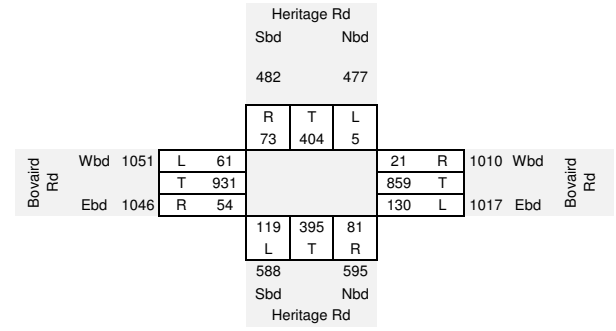 Heritage Rd
Sbd Nbd
482 477
R T L
73 404 5
Bovaird Rd
Wbd 1051 L 61 21 R 1010 Wbd
T 931 859 T
Ebd 1046 R 54 130 L 1017 Ebd
Bovaird Rd
119 395 81
L T R
588 595
Sbd Nbd
Heritage Rd